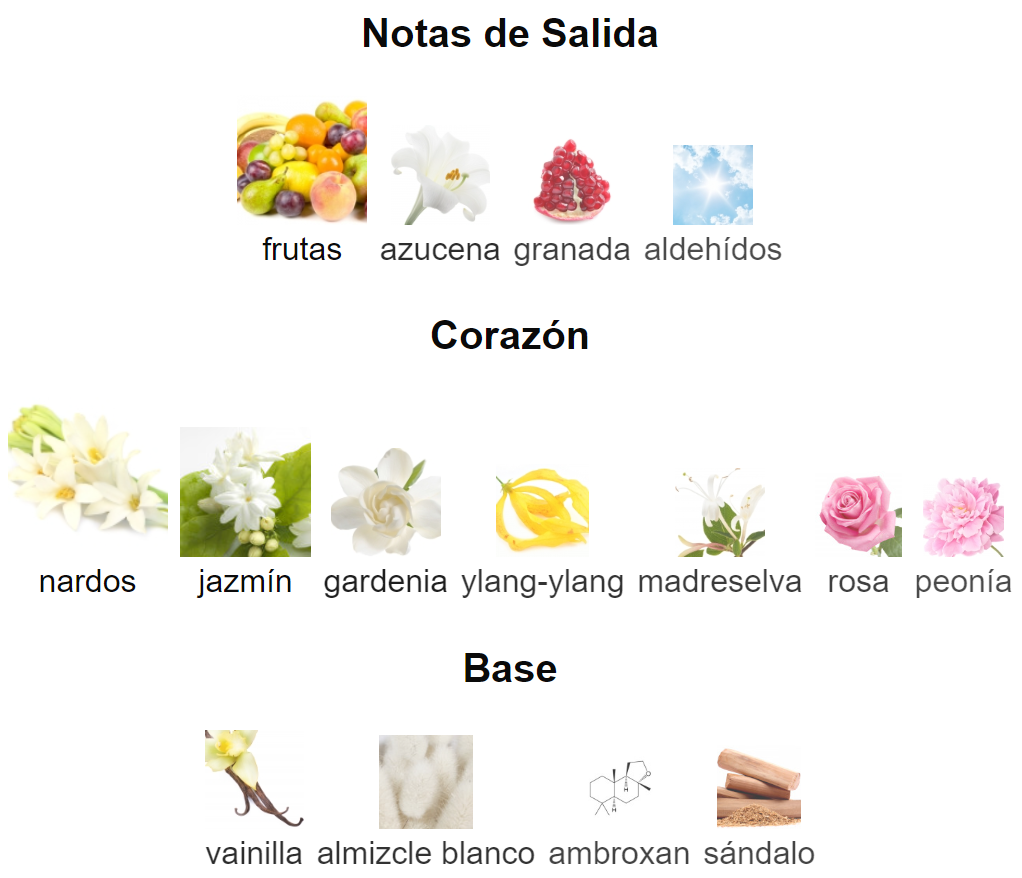 Notas de Salida
frutas azucena granada aldehídos
Corazón
nardos jazmín gardenia ylang-ylang madreselva rosa peonía
Base
O
H
H
vainilla almizcle blanco ambroxan sándalo